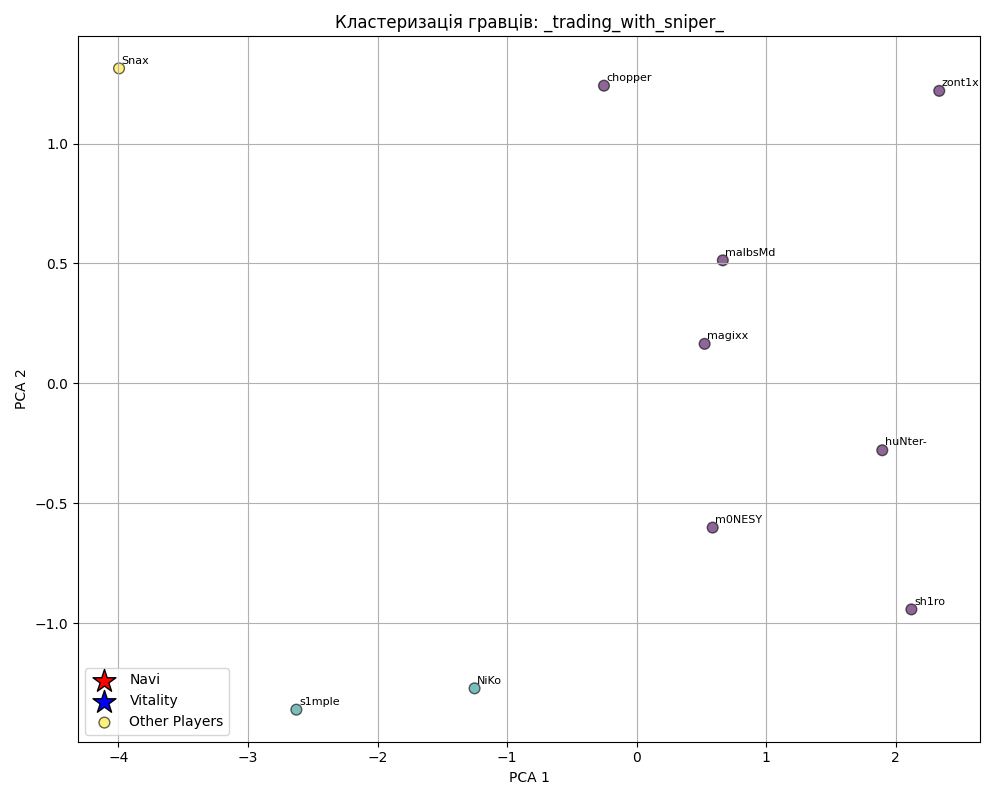 Кластеризація гравців: _trading_with_sniper_
Snax
chopper
zont1x
malbsMd
magixx
huNter-
m0NESY
sh1ro
NiKo
s1mple
1.0
0.5
0.0
−0.5
−1.0
PCA 2
Navi
Vitality
Other Players
−4
−3
−2
−1
0
1
2
PCA 1